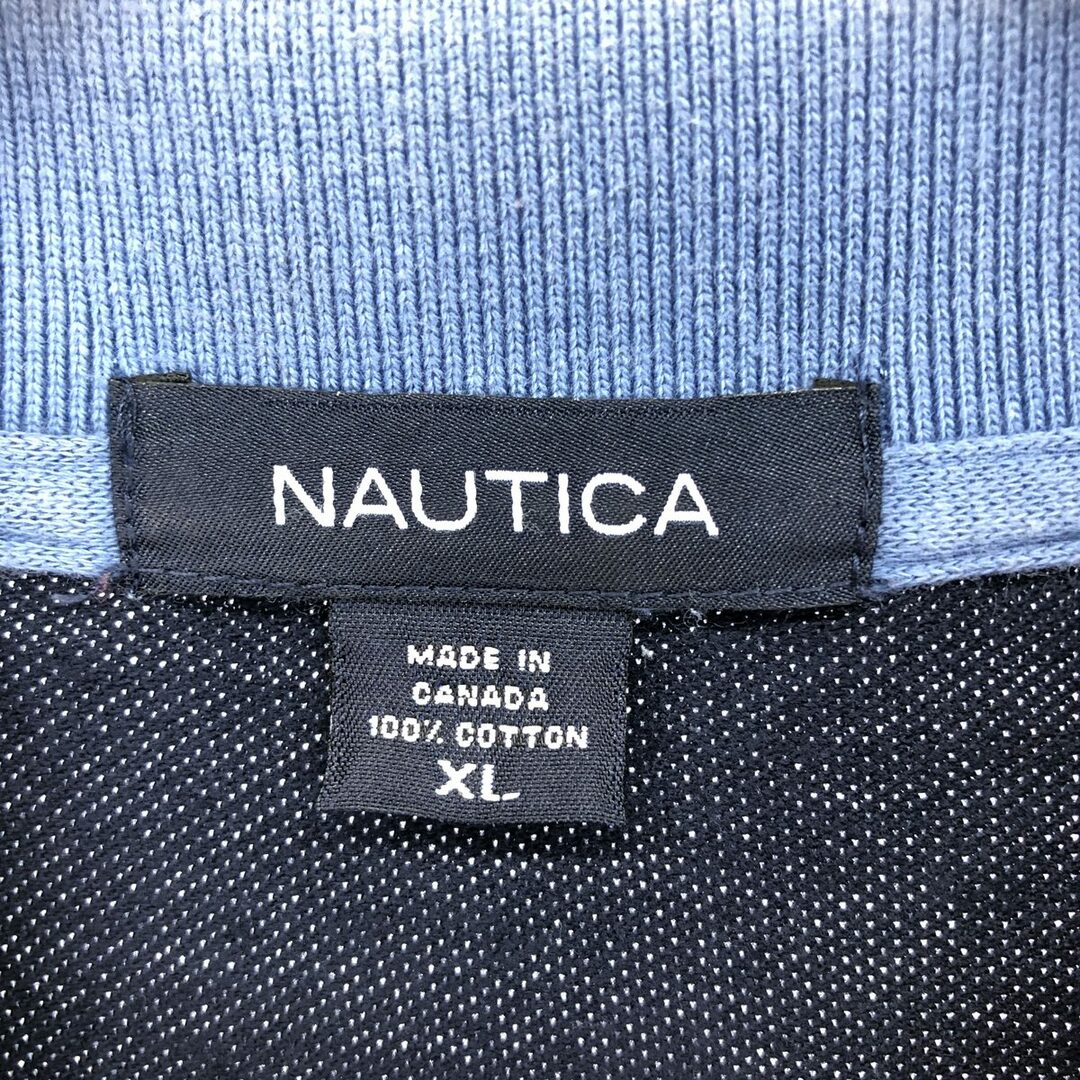 NAUTICA
MADE IN
CANADA
100% COTTON
XL